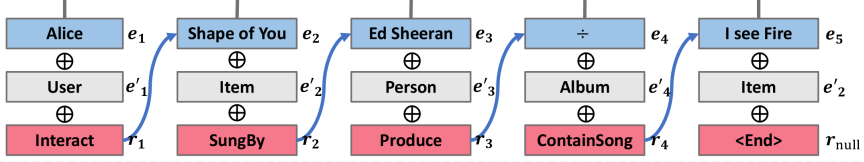 Alice e₁ Shape of You e₂ Ed Sheeran e₃ ÷ e₄ I see Fire e₅
⊕ ⊕ ⊕ ⊕ ⊕
User e'₁ Item e'₂ Person e'₃ Album e'₄ Item e'₂
⊕ ⊕ ⊕ ⊕ ⊕
Interact r₁ SungBy r₂ Produce r₃ ContainSong r₄ <End> r_null